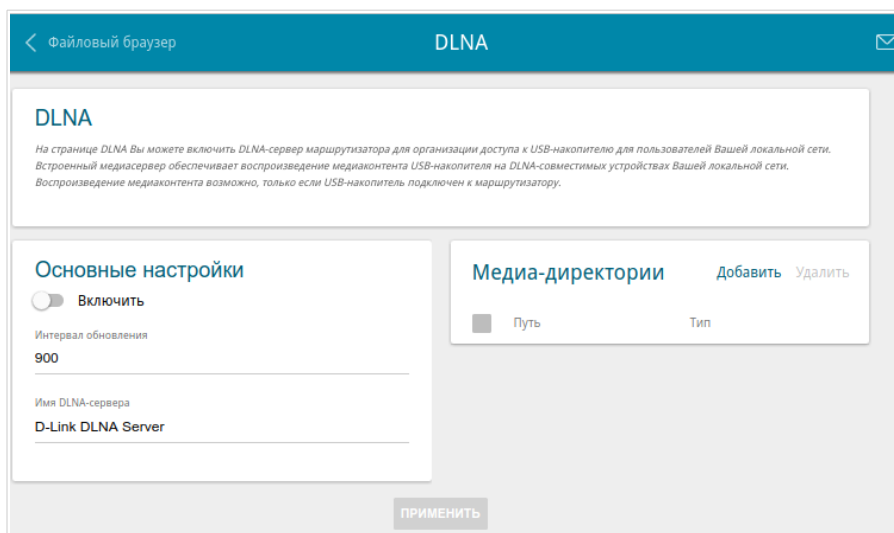 Файловый браузер
DLNA
DLNA
На странице DLNA Вы можете включить DLNA-сервер маршрутизатора для организации доступа к USB-накопителю для пользователей Вашей локальной сети.
Встроенный медиасервер обеспечивает воспроизведение медиаконтента USB-накопителя на DLNA-совместимых устройствах Вашей локальной сети.
Воспроизведение медиаконтента возможно, только если USB-накопитель подключен к маршрутизатору.
Основные настройки
Включить
Интервал обновления
900
Имя DLNA-сервера
D-Link DLNA Server
Медиа-директории
Добавить Удалить
Путь Тип
ПРИМЕНИТЬ